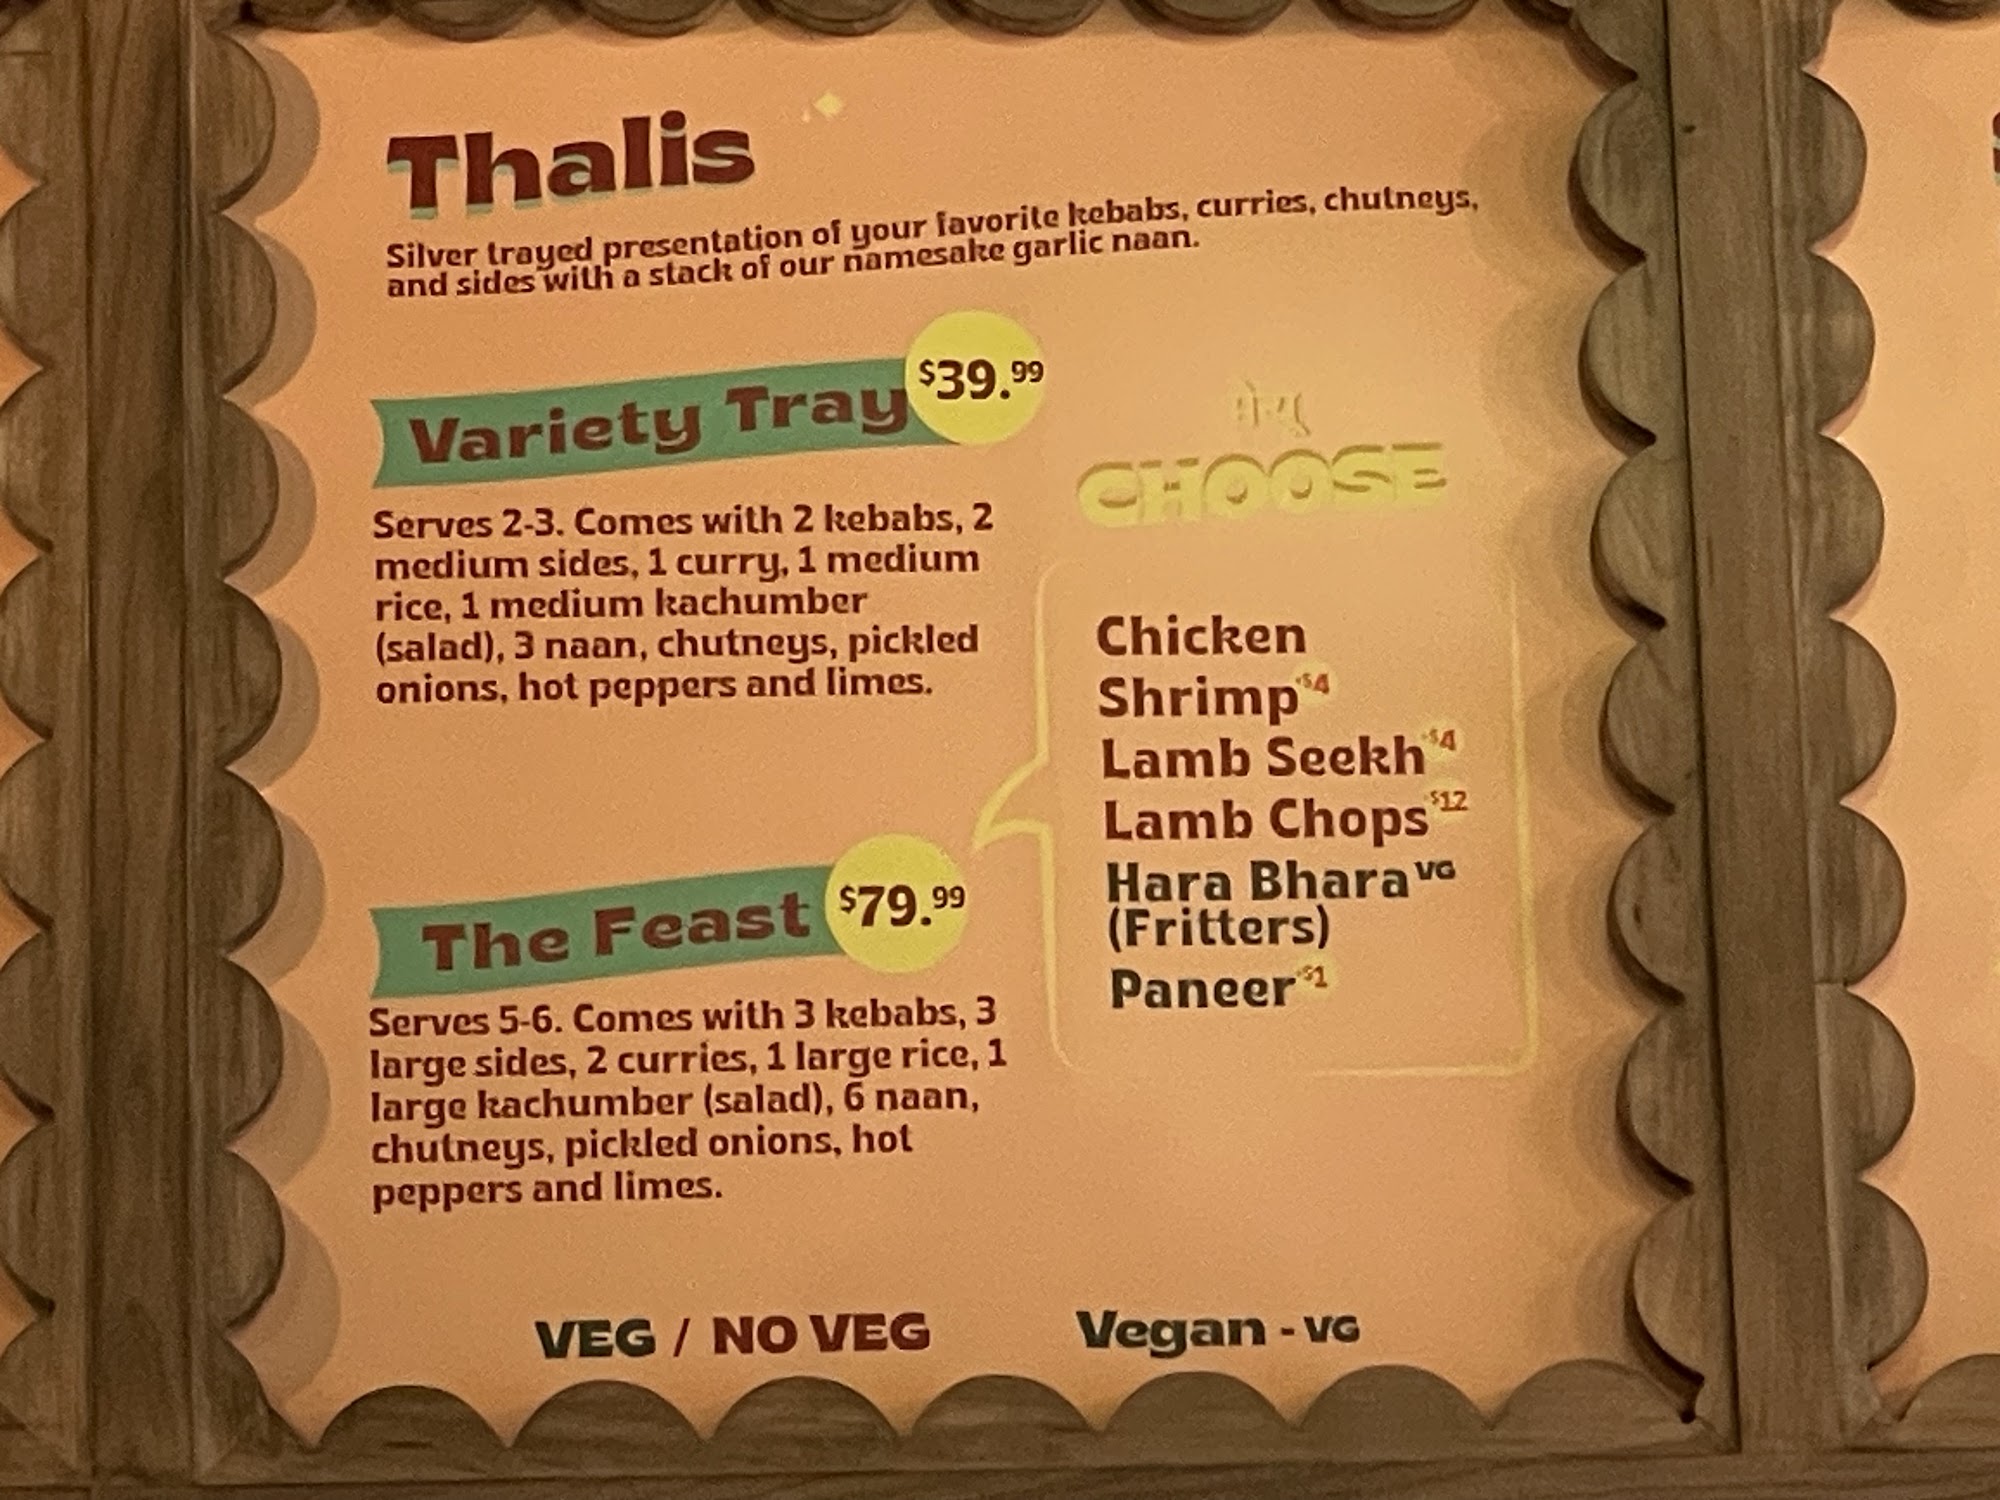 Thalis
Silver trayed presentation of your favorite kebabs, curries, chutneys,
and sides with a stack of our namesake garlic naan.
Variety Tray $39.99
Serves 2-3. Comes with 2 kebabs, 2
medium sides, 1 curry, 1 medium
rice, 1 medium kachumber
(salad), 3 naan, chutneys, pickled
onions, hot peppers and limes.
The Feast $79.99
Serves 5-6. Comes with 3 kebabs, 3
large sides, 2 curries, 1 large rice, 1
large kachumber (salad), 6 naan,
chutneys, pickled onions, hot
peppers and limes.
CHOOSE
Chicken
Shrimp +$4
Lamb Seekh +$4
Lamb Chops +$12
Hara Bhara VG
(Fritters)
Paneer +$1
VEG / NO VEG
Vegan - VG